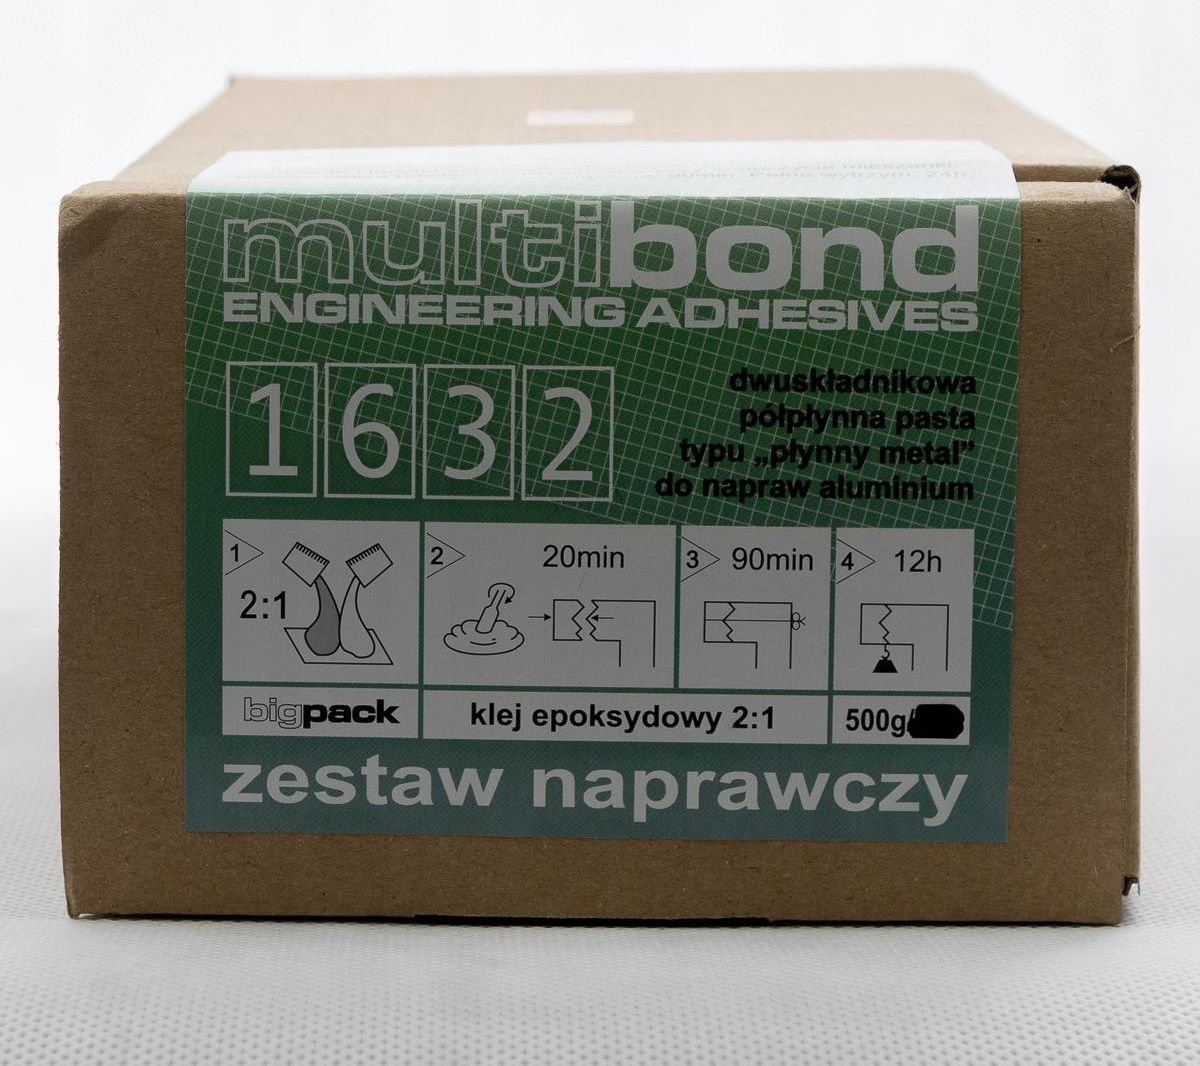 multibond
ENGINEERING ADHESIVES
1632
dwuskładnikowa
półpłynna pasta
typu „płynny metal”
do napraw aluminium
1
2:1
2
20min
3
90min
4
12h
bigpack
klej epoksydowy 2:1
500g/
zestaw naprawczy